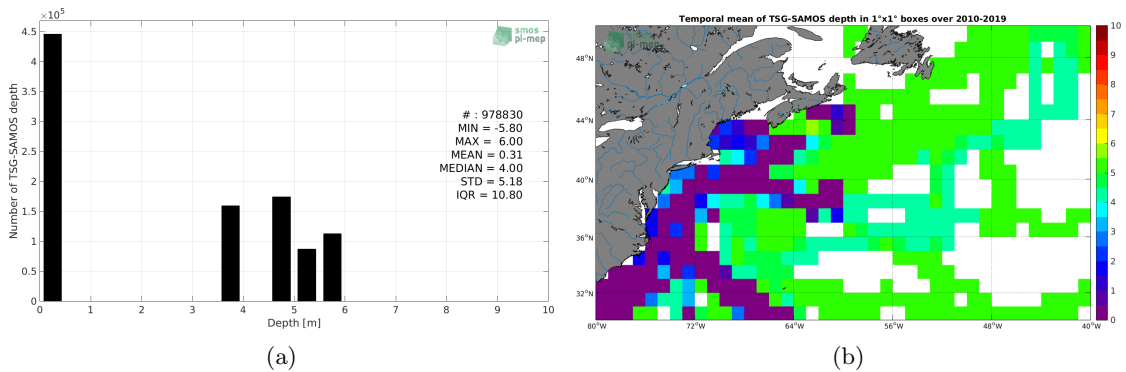 ×10⁵
4.5
4
3.5
3
2.5
2
1.5
1
0.5
0
Number of TSG-SAMOS depth
smos
pi-mep
# : 978830
MIN = -5.80
MAX = 6.00
MEAN = 0.31
MEDIAN = 4.00
STD = 5.18
IQR = 10.80
0 1 2 3 4 5 6 7 8 9 10
Depth [m]
(a)
Temporal mean of TSG-SAMOS depth in 1°x1° boxes over 2010-2019
smos
pi-mep
48°N
44°N
40°N
36°N
32°N
80°W 72°W 64°W 56°W 48°W 40°W
10
9
8
7
6
5
4
3
2
1
0
(b)